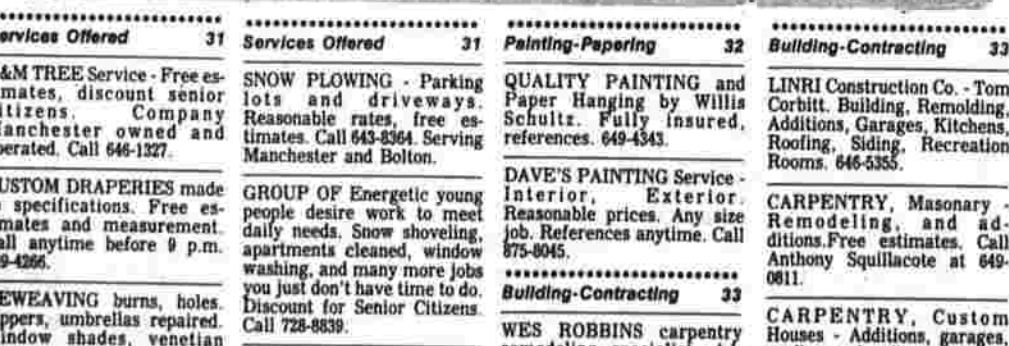 ervices Offered 31
&M TREE Service - Free es-
mates, discount senior
itizens. Company
anchester owned and
erated. Call 646-1327.
USTOM DRAPERIES made
specifications. Free es-
mates and measurement.
all anytime before 9 p.m.
9-4266.
EWEAVING burns, holes.
ppers, umbrellas repaired.
indow shades, venetian
Services Offered 31
SNOW PLOWING - Parking
lots and driveways.
Reasonable rates, free es-
timates. Call 643-8364. Serving
Manchester and Bolton.
GROUP OF Energetic young
people desire work to meet
daily needs. Snow shoveling,
apartments cleaned, window
washing, and many more jobs
you just don't have time to do.
Discount for Senior Citizens.
Call 728-8839.
Painting-Papering 32
QUALITY PAINTING and
Paper Hanging by Willis
Schultz. Fully insured,
references. 649-4343.
DAVE'S PAINTING Service -
Interior, Exterior.
Reasonable prices. Any size
job. References anytime. Call
875-8045.
Building-Contracting 33
WES ROBBINS carpentry
remodeling specialist.
Building-Contracting 33
LINRI Construction Co. - Tom
Corbitt. Building, Remolding,
Additions, Garages, Kitchens,
Roofing, Siding, Recreation
Rooms. 646-5355.
CARPENTRY, Masonry -
Remodeling, and ad-
ditions.Free estimates. Call
Anthony Squillacote at 649-
0811.
CARPENTRY, Custom
Houses - Additions, garages,